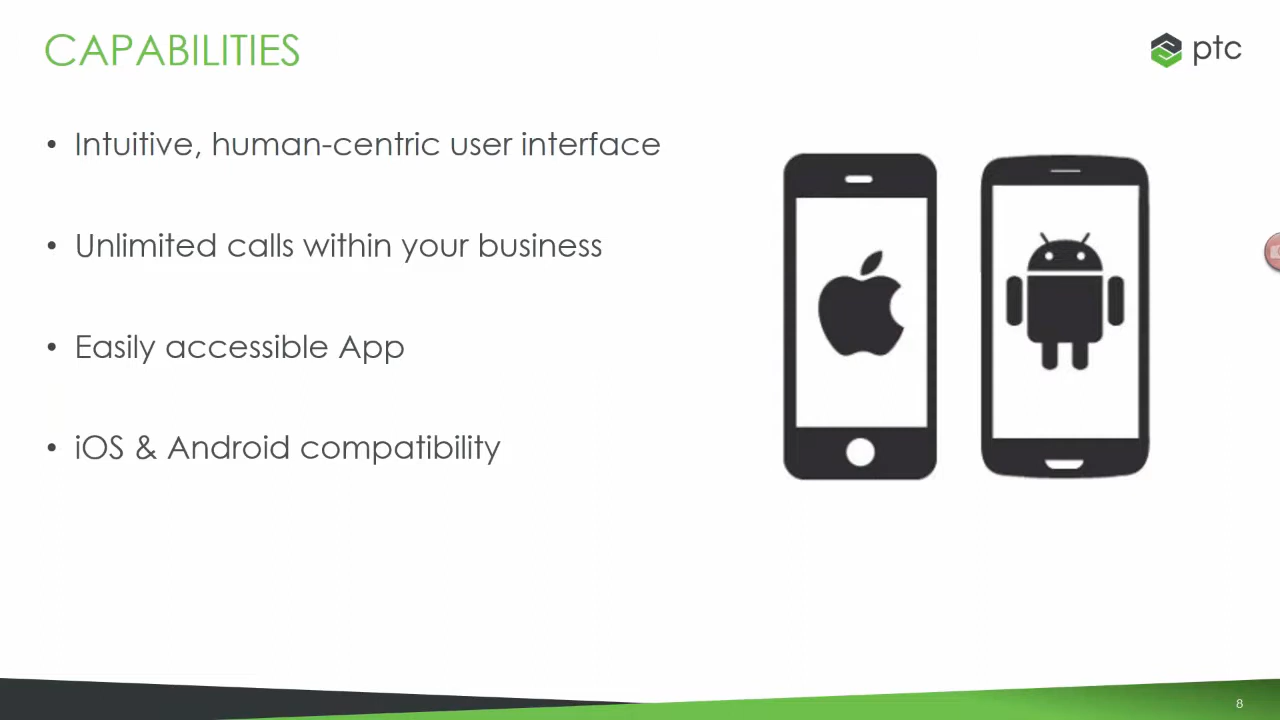 CAPABILITIES
ptc
• Intuitive, human-centric user interface
• Unlimited calls within your business
• Easily accessible App
• iOS & Android compatibility
8